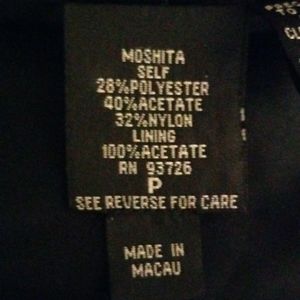 MOSHITA
SELF
28%POLYESTER
40%ACETATE
32%NYLON
LINING
100%ACETATE
RN 93726
P
SEE REVERSE FOR CARE
MADE IN
MACAU